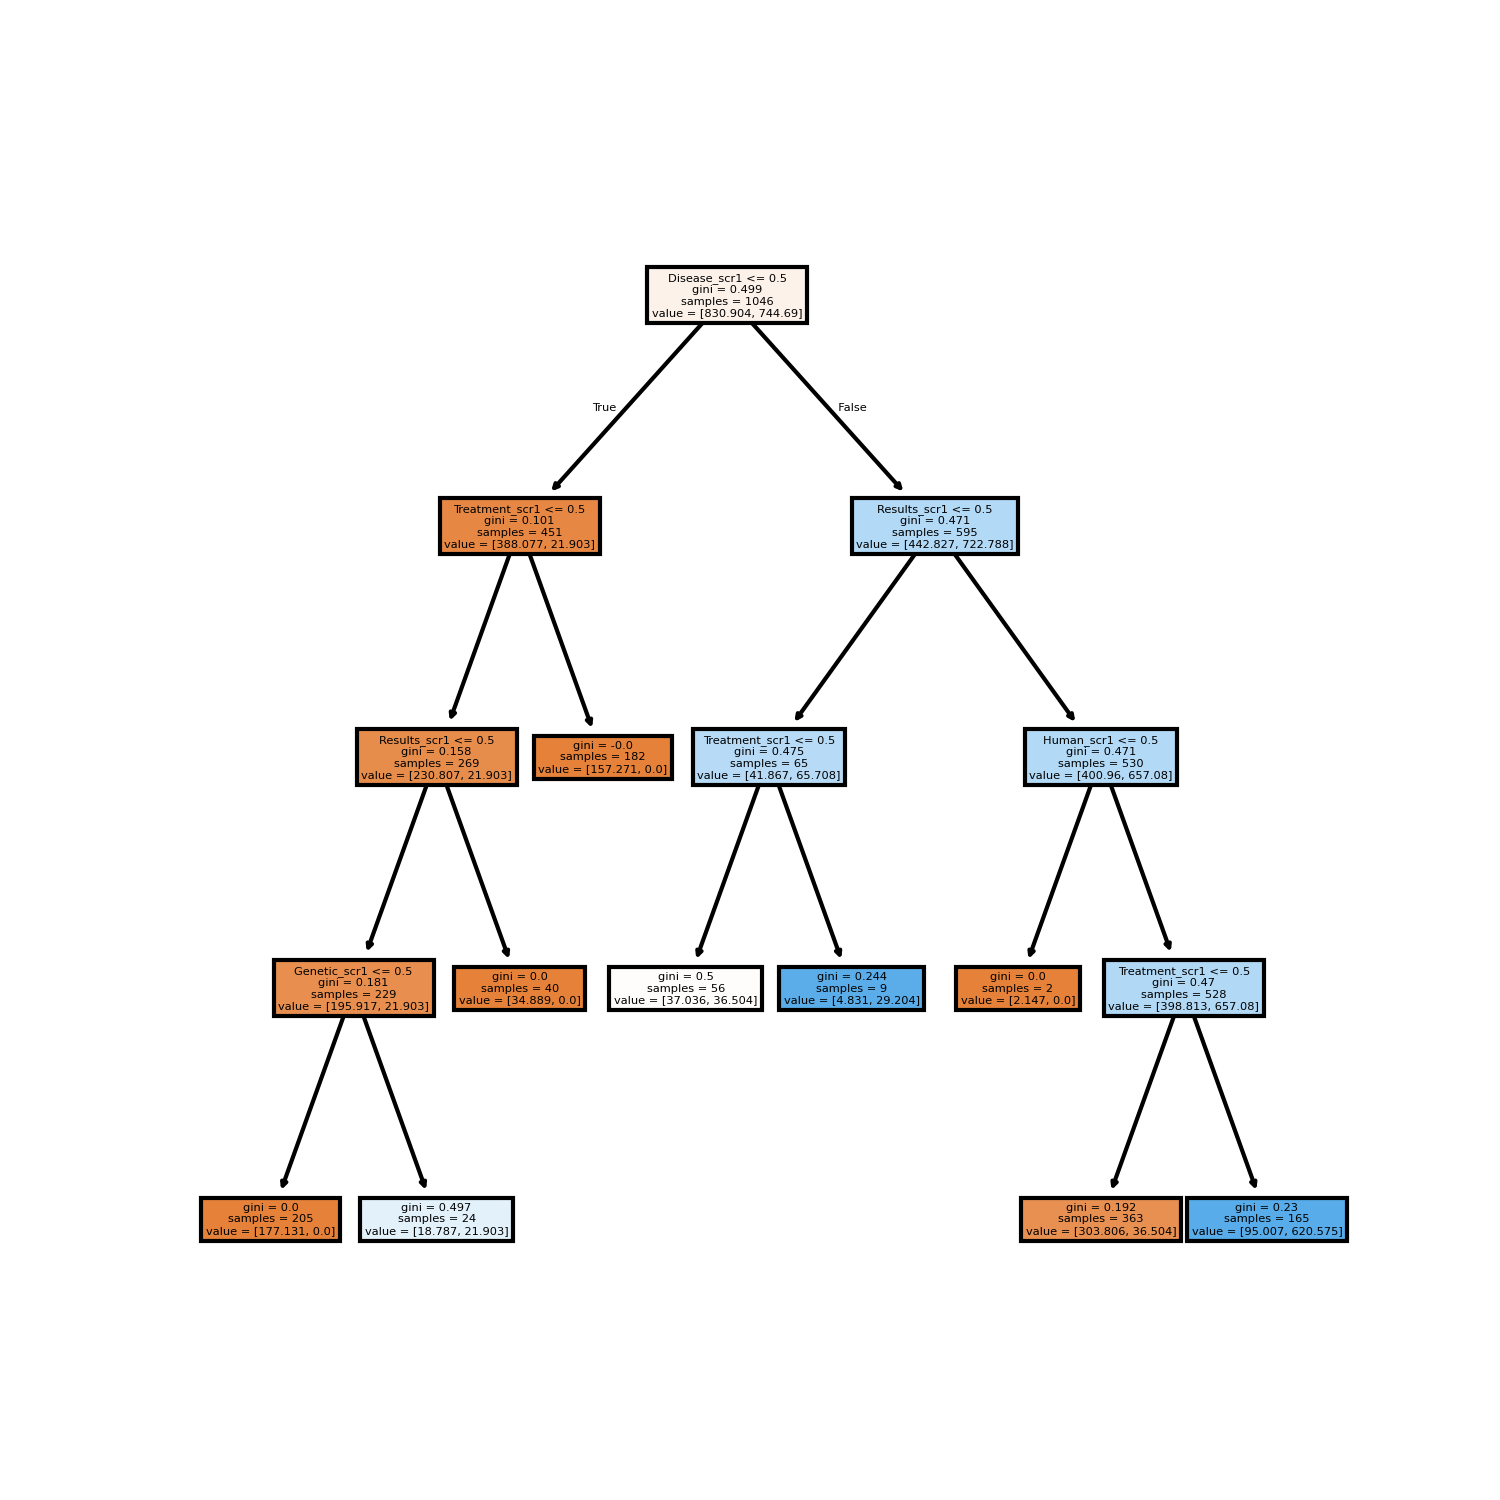 Disease_scr1 <= 0.5
gini = 0.499
samples = 1046
value = [830.904, 744.69]
True
False
Treatment_scr1 <= 0.5
gini = 0.101
samples = 451
value = [388.077, 21.903]
Results_scr1 <= 0.5
gini = 0.471
samples = 595
value = [442.827, 722.788]
Results_scr1 <= 0.5
gini = 0.158
samples = 269
value = [230.807, 21.903]
gini = -0.0
samples = 182
value = [157.271, 0.0]
Treatment_scr1 <= 0.5
gini = 0.475
samples = 65
value = [41.867, 65.708]
Human_scr1 <= 0.5
gini = 0.471
samples = 530
value = [400.96, 657.08]
Genetic_scr1 <= 0.5
gini = 0.181
samples = 229
value = [195.917, 21.903]
gini = 0.0
samples = 40
value = [34.889, 0.0]
gini = 0.5
samples = 56
value = [37.036, 36.504]
gini = 0.244
samples = 9
value = [4.831, 29.204]
gini = 0.0
samples = 2
value = [2.147, 0.0]
Treatment_scr1 <= 0.5
gini = 0.47
samples = 528
value = [398.813, 657.08]
gini = 0.0
samples = 205
value = [177.131, 0.0]
gini = 0.497
samples = 24
value = [18.787, 21.903]
gini = 0.192
samples = 363
value = [303.806, 36.504]
gini = 0.23
samples = 165
value = [95.007, 620.575]